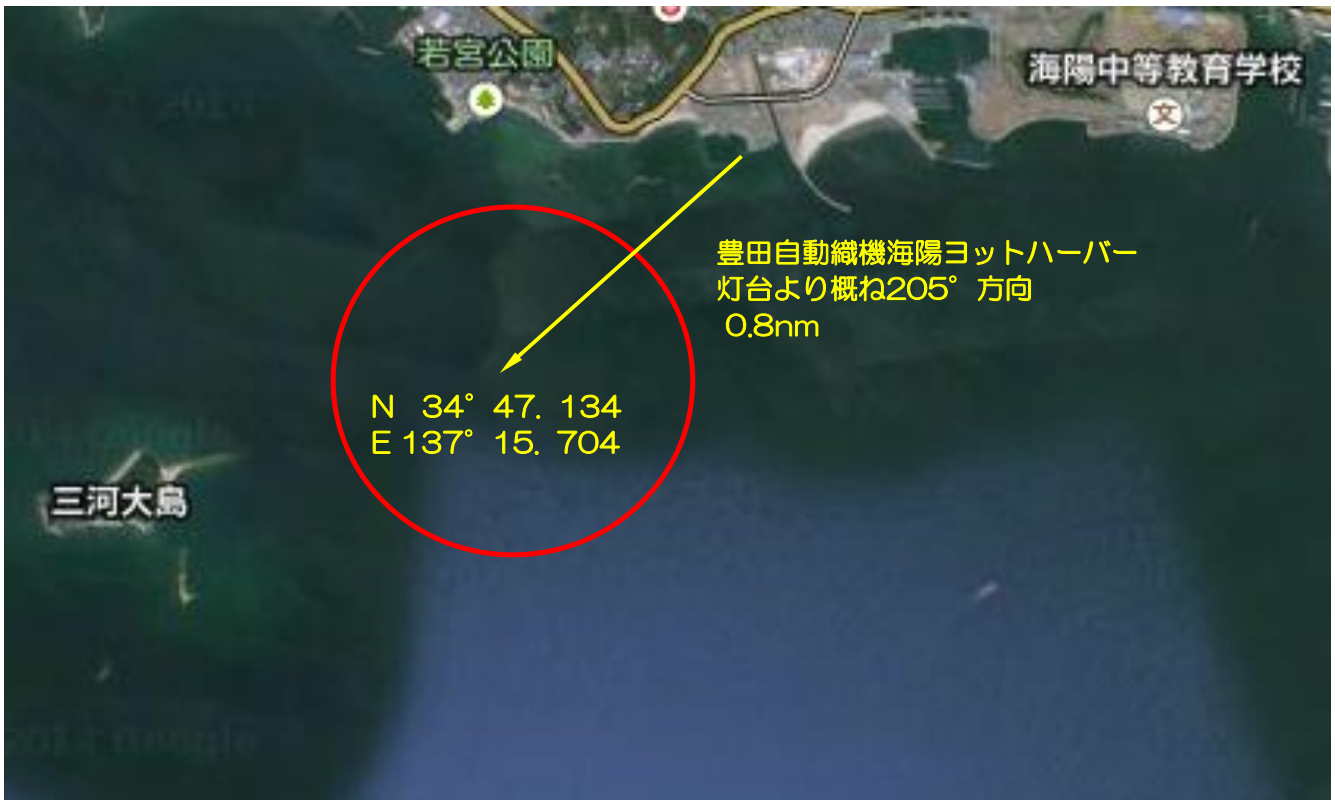 若宮公園
海陽中等教育学校
文
豊田自動織機海陽ヨットハーバー
灯台より概ね205°方向
0.8nm
N 34° 47. 134
E 137° 15. 704
三河大島